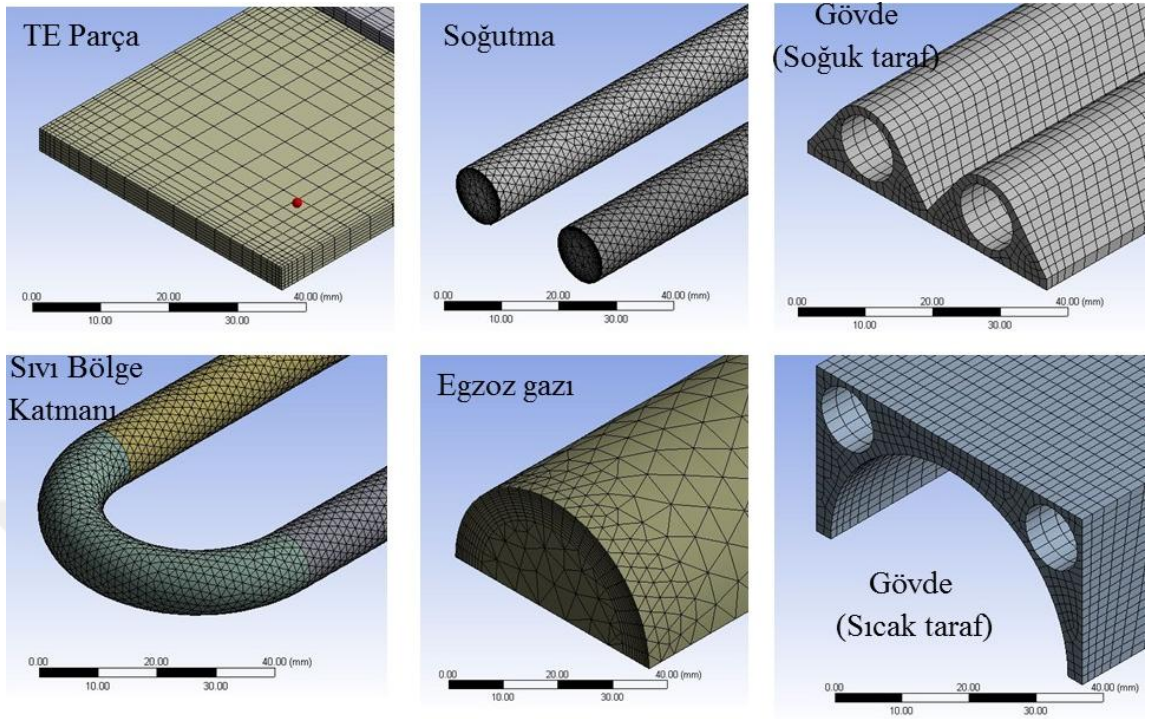 TE Parça
0.00 20.00 40.00 (mm)
10.00 30.00
Soğutma
0.00 20.00 40.00 (mm)
10.00 30.00
Gövde
(Soğuk taraf)
0.00 20.00 40.00 (mm)
10.00 30.00
Sıvı Bölge
Katmanı
0.00 20.00 40.00 (mm)
10.00 30.00
Egzoz gazı
0.00 20.00 40.00 (mm)
10.00 30.00
Gövde
(Sıcak taraf)
0.00 20.00 40.00 (mm)
10.00 30.00